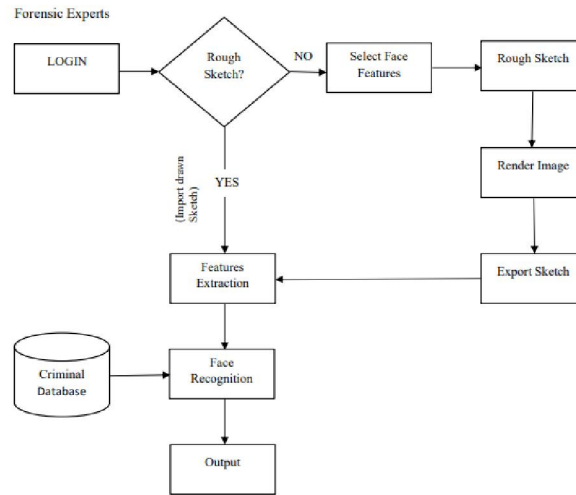 Forensic Experts
LOGIN
Rough
Sketch?
NO
Select Face
Features
Rough Sketch
Render Image
YES
(Import drawn
Sketch)
Features
Extraction
Export Sketch
Criminal
Database
Face
Recognition
Output